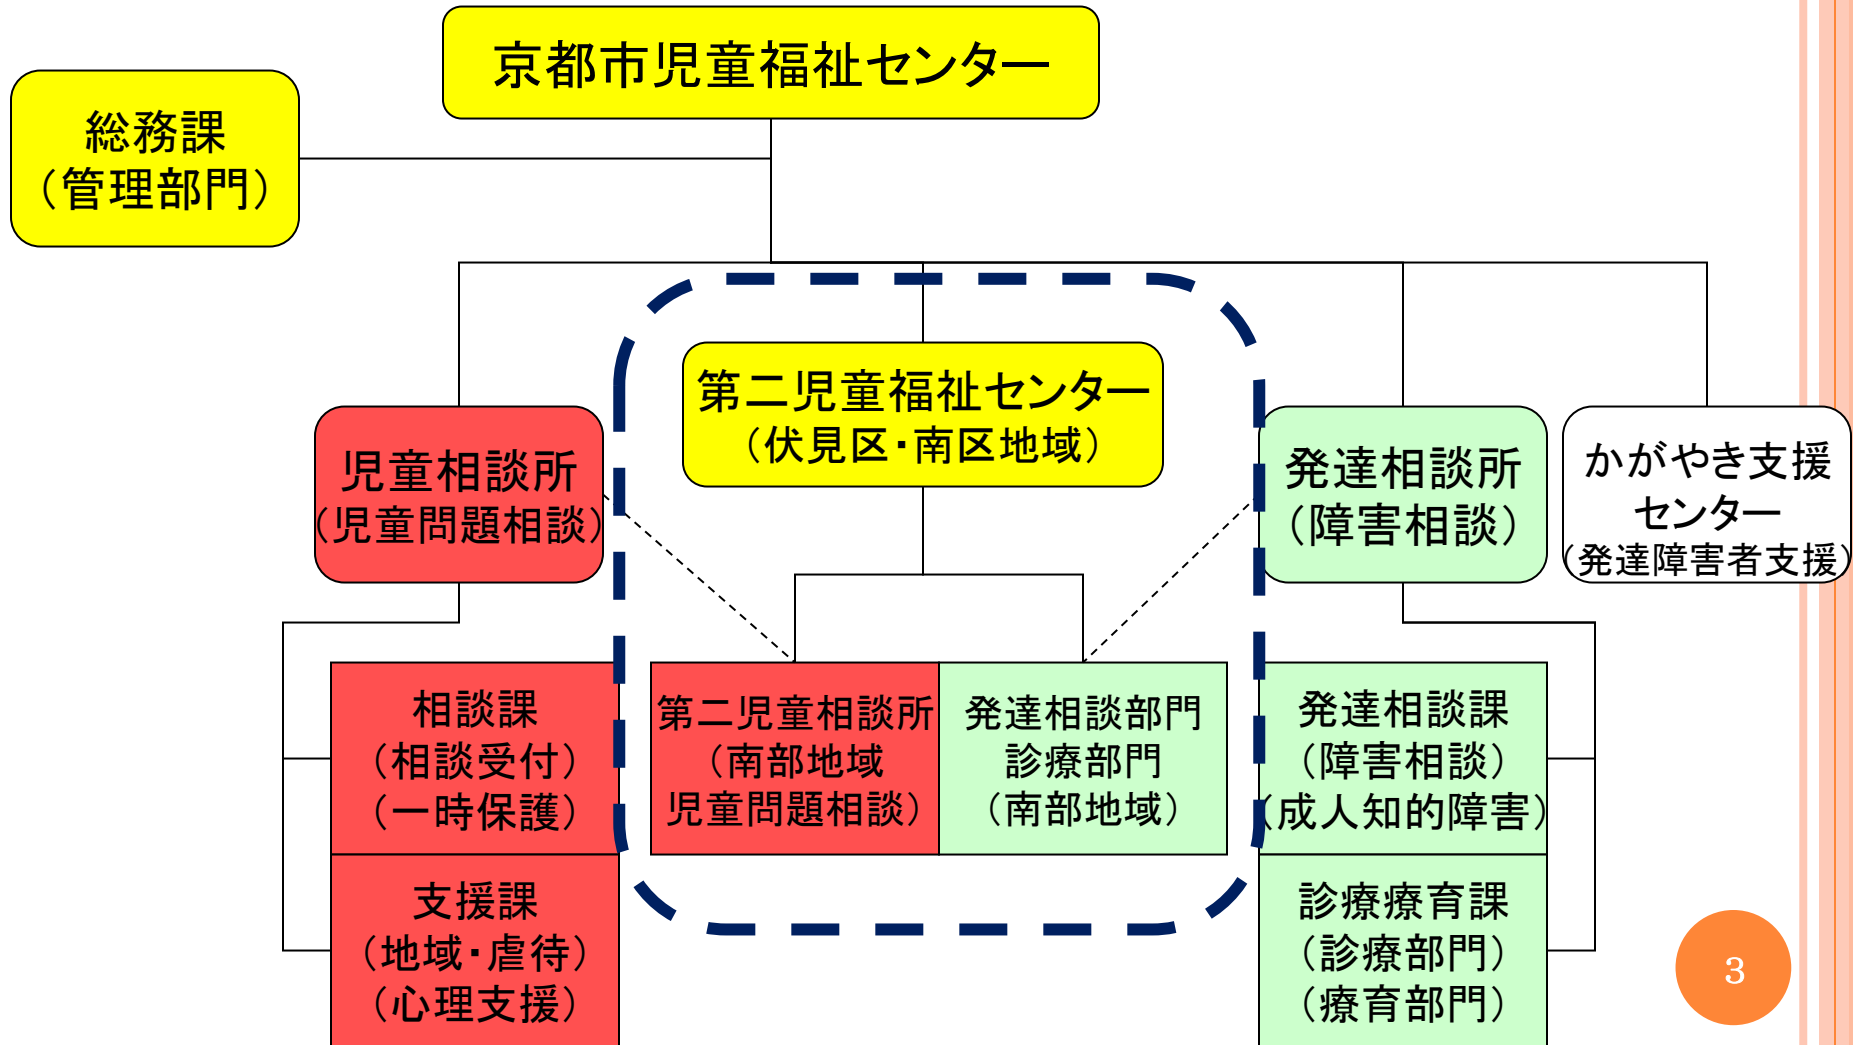 京都市児童福祉センター
総務課
（管理部門）
第二児童福祉センター
（伏見区・南区地域）
児童相談所
（児童問題相談）
発達相談所
（障害相談）
かがやき支援
センター
（発達障害者支援）
相談課
（相談受付）
（一時保護）
第二児童相談所
（南部地域
児童問題相談）
発達相談部門
診療部門
（南部地域）
発達相談課
（障害相談）
（成人知的障害）
支援課
（地域・虐待）
（心理支援）
診療療育課
（診療部門）
（療育部門）
3